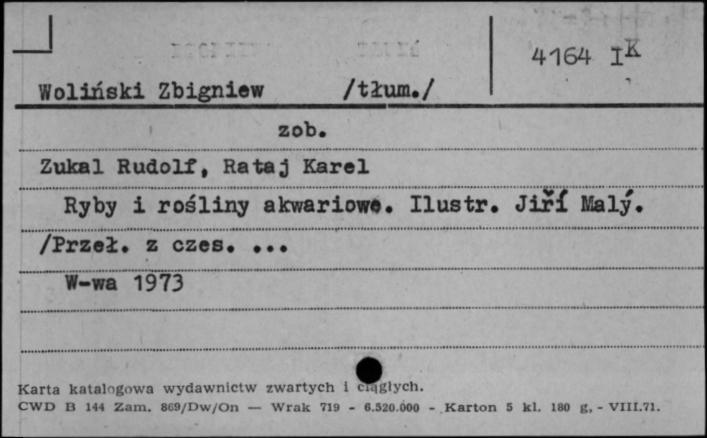 4164 I K
Woliński Zbigniew /tłum./
zob.
Zukal Rudolf, Rataj Karel
Ryby i rośliny akwariowe. Ilustr. Jiří Malý.
/Przeł. z czes. ...
W-wa 1973
Karta katalogowa wydawnictw zwartych i ciągłych.
CWD B 144 Zam. 869/Dw/On — Wrak 719 - 6.520.000 - Karton 5 kl. 180 g, - VIII.71.